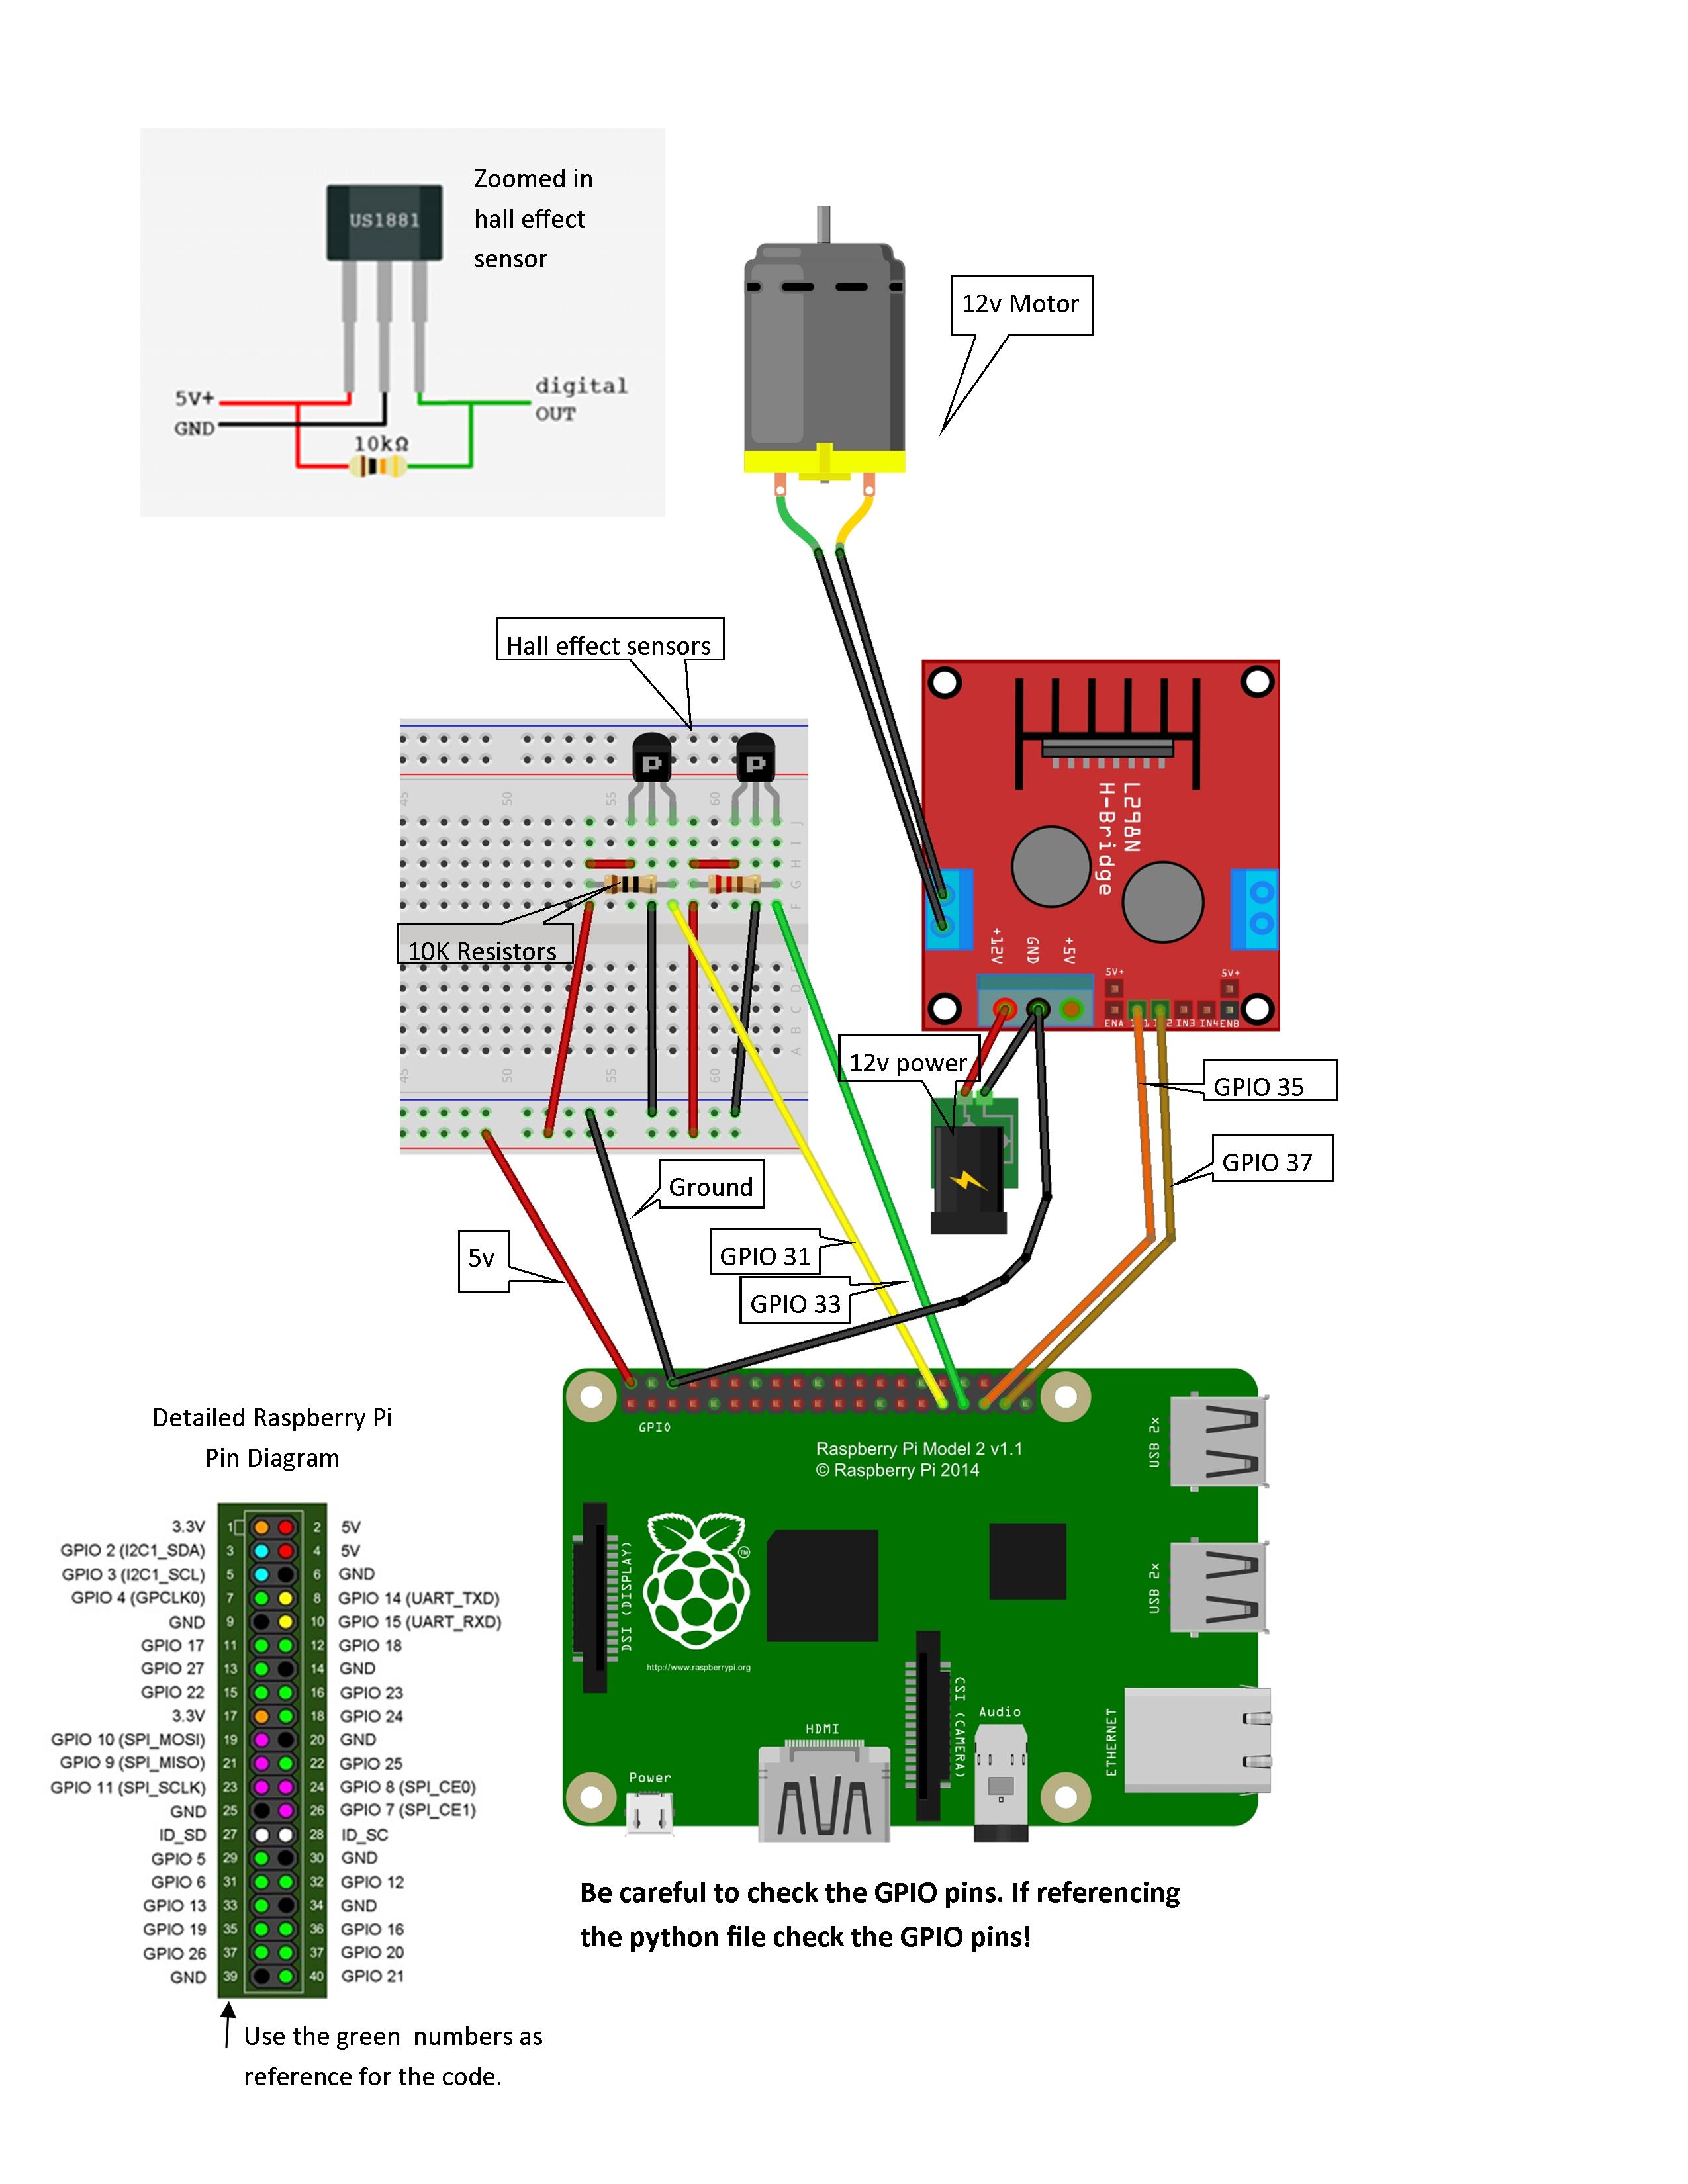 Zoomed in
hall effect
sensor
US1881
5V+
GND
10kΩ
digital
OUT
12v Motor
Hall effect sensors
P
P
10K Resistors
45
50
55
60
J
I
H
G
F
D
C
B
A
45
50
55
60
L298N
H-Bridge
+12V
GND
+5V
5V+
5V+
ENA
IN3
IN4
ENB
12v power
GPIO 35
GPIO 37
Ground
5v
GPIO 31
GPIO 33
GPIO
Raspberry Pi Model 2 v1.1
© Raspberry Pi 2014
USB 2x
USB 2x
DSI (DISPLAY)
TM
http://www.raspberrypi.org
CSI (CAMERA)
Audio
HDMI
Power
ETHERNET
Detailed Raspberry Pi
Pin Diagram
3.3V 1 2 5V
GPIO 2 (I2C1_SDA) 3 4 5V
GPIO 3 (I2C1_SCL) 5 6 GND
GPIO 4 (GPCLK0) 7 8 GPIO 14 (UART_TXD)
GND 9 10 GPIO 15 (UART_RXD)
GPIO 17 11 12 GPIO 18
GPIO 27 13 14 GND
GPIO 22 15 16 GPIO 23
3.3V 17 18 GPIO 24
GPIO 10 (SPI_MOSI) 19 20 GND
GPIO 9 (SPI_MISO) 21 22 GPIO 25
GPIO 11 (SPI_SCLK) 23 24 GPIO 8 (SPI_CE0)
GND 25 26 GPIO 7 (SPI_CE1)
ID_SD 27 28 ID_SC
GPIO 5 29 30 GND
GPIO 6 31 32 GPIO 12
GPIO 13 33 34 GND
GPIO 19 35 36 GPIO 16
GPIO 26 37 37 GPIO 20
GND 39 40 GPIO 21
Use the green numbers as
reference for the code.
Be careful to check the GPIO pins. If referencing
the python file check the GPIO pins!